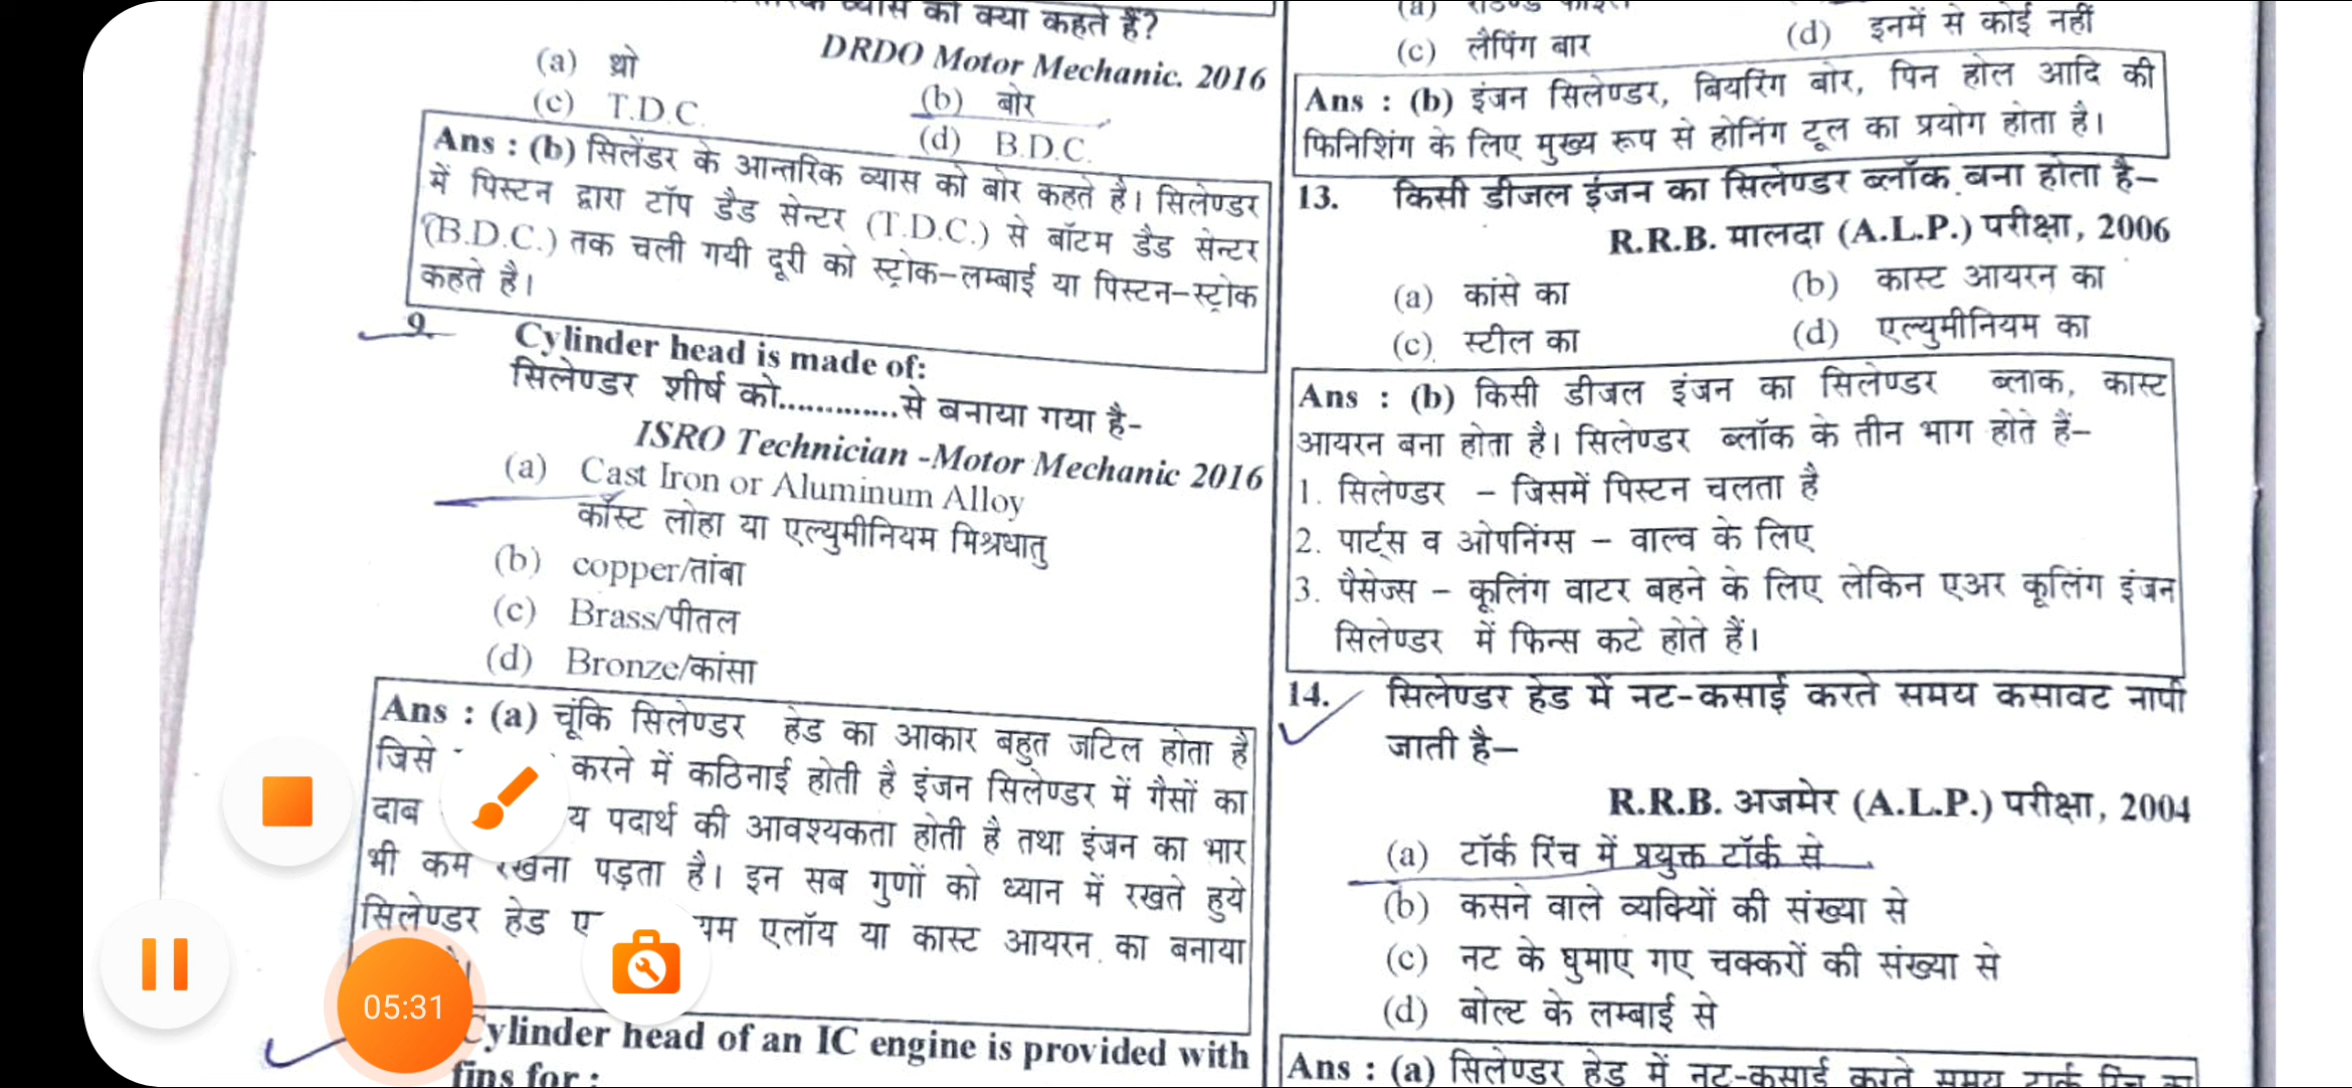 व्यास को क्या कहते हैं?
DRDO Motor Mechanic. 2016
(a) थ्रो
(b) बोर
(c) T.D.C.
(d) B.D.C.
Ans : (b) सिलेंडर के आन्तरिक व्यास को बोर कहते हैं। सिलेण्डर
में पिस्टन द्वारा टॉप डैड सेन्टर (T.D.C.) से बॉटम डैड सेन्टर
(B.D.C.) तक चली गयी दूरी को स्ट्रोक-लम्बाई या पिस्टन-स्ट्रोक
कहते है।
9.
Cylinder head is made of:
सिलेण्डर शीर्ष को.............से बनाया गया है-
ISRO Technician -Motor Mechanic 2016
(a) Cast Iron or Aluminum Alloy
कॉस्ट लोहा या एल्युमीनियम मिश्रधातु
(b) copper/तांबा
(c) Brass/पीतल
(d) Bronze/कांसा
Ans : (a) चूंकि सिलेण्डर हेड का आकार बहुत जटिल होता है
जिसे करने में कठिनाई होती है इंजन सिलेण्डर में गैसों का
दाब य पदार्थ की आवश्यकता होती है तथा इंजन का भार
भी कम रखना पड़ता है। इन सब गुणों को ध्यान में रखते हुये
सिलेण्डर हेड ए यम एलॉय या कास्ट आयरन का बनाया
05:31
Cylinder head of an IC engine is provided with
fins for :
(c) लैपिंग बार
(d) इनमें से कोई नहीं
Ans : (b) इंजन सिलेण्डर, बियरिंग बोर, पिन होल आदि की
फिनिशिंग के लिए मुख्य रूप से होनिंग टूल का प्रयोग होता है।
13. किसी डीजल इंजन का सिलेण्डर ब्लॉक बना होता है–
R.R.B. मालदा (A.L.P.) परीक्षा, 2006
(a) कांसे का
(b) कास्ट आयरन का
(c) स्टील का
(d) एल्युमीनियम का
Ans : (b) किसी डीजल इंजन का सिलेण्डर ब्लाक, कास्ट
आयरन बना होता है। सिलेण्डर ब्लॉक के तीन भाग होते हैं–
1. सिलेण्डर – जिसमें पिस्टन चलता है
2. पार्ट्स व ओपनिंग्स – वाल्व के लिए
3. पैसेज्स – कूलिंग वाटर बहने के लिए लेकिन एअर कूलिंग इंजन
सिलेण्डर में फिन्स कटे होते हैं।
14. सिलेण्डर हेड में नट-कसाई करते समय कसावट नापी
जाती है–
R.R.B. अजमेर (A.L.P.) परीक्षा, 2004
(a) टॉर्क रिंच में प्रयुक्त टॉर्क से
(b) कसने वाले व्यक्यिों की संख्या से
(c) नट के घुमाए गए चक्करों की संख्या से
(d) बोल्ट के लम्बाई से
Ans : (a) सिलेण्डर हेड में नट-कसाई करते समय टार्क रिंच